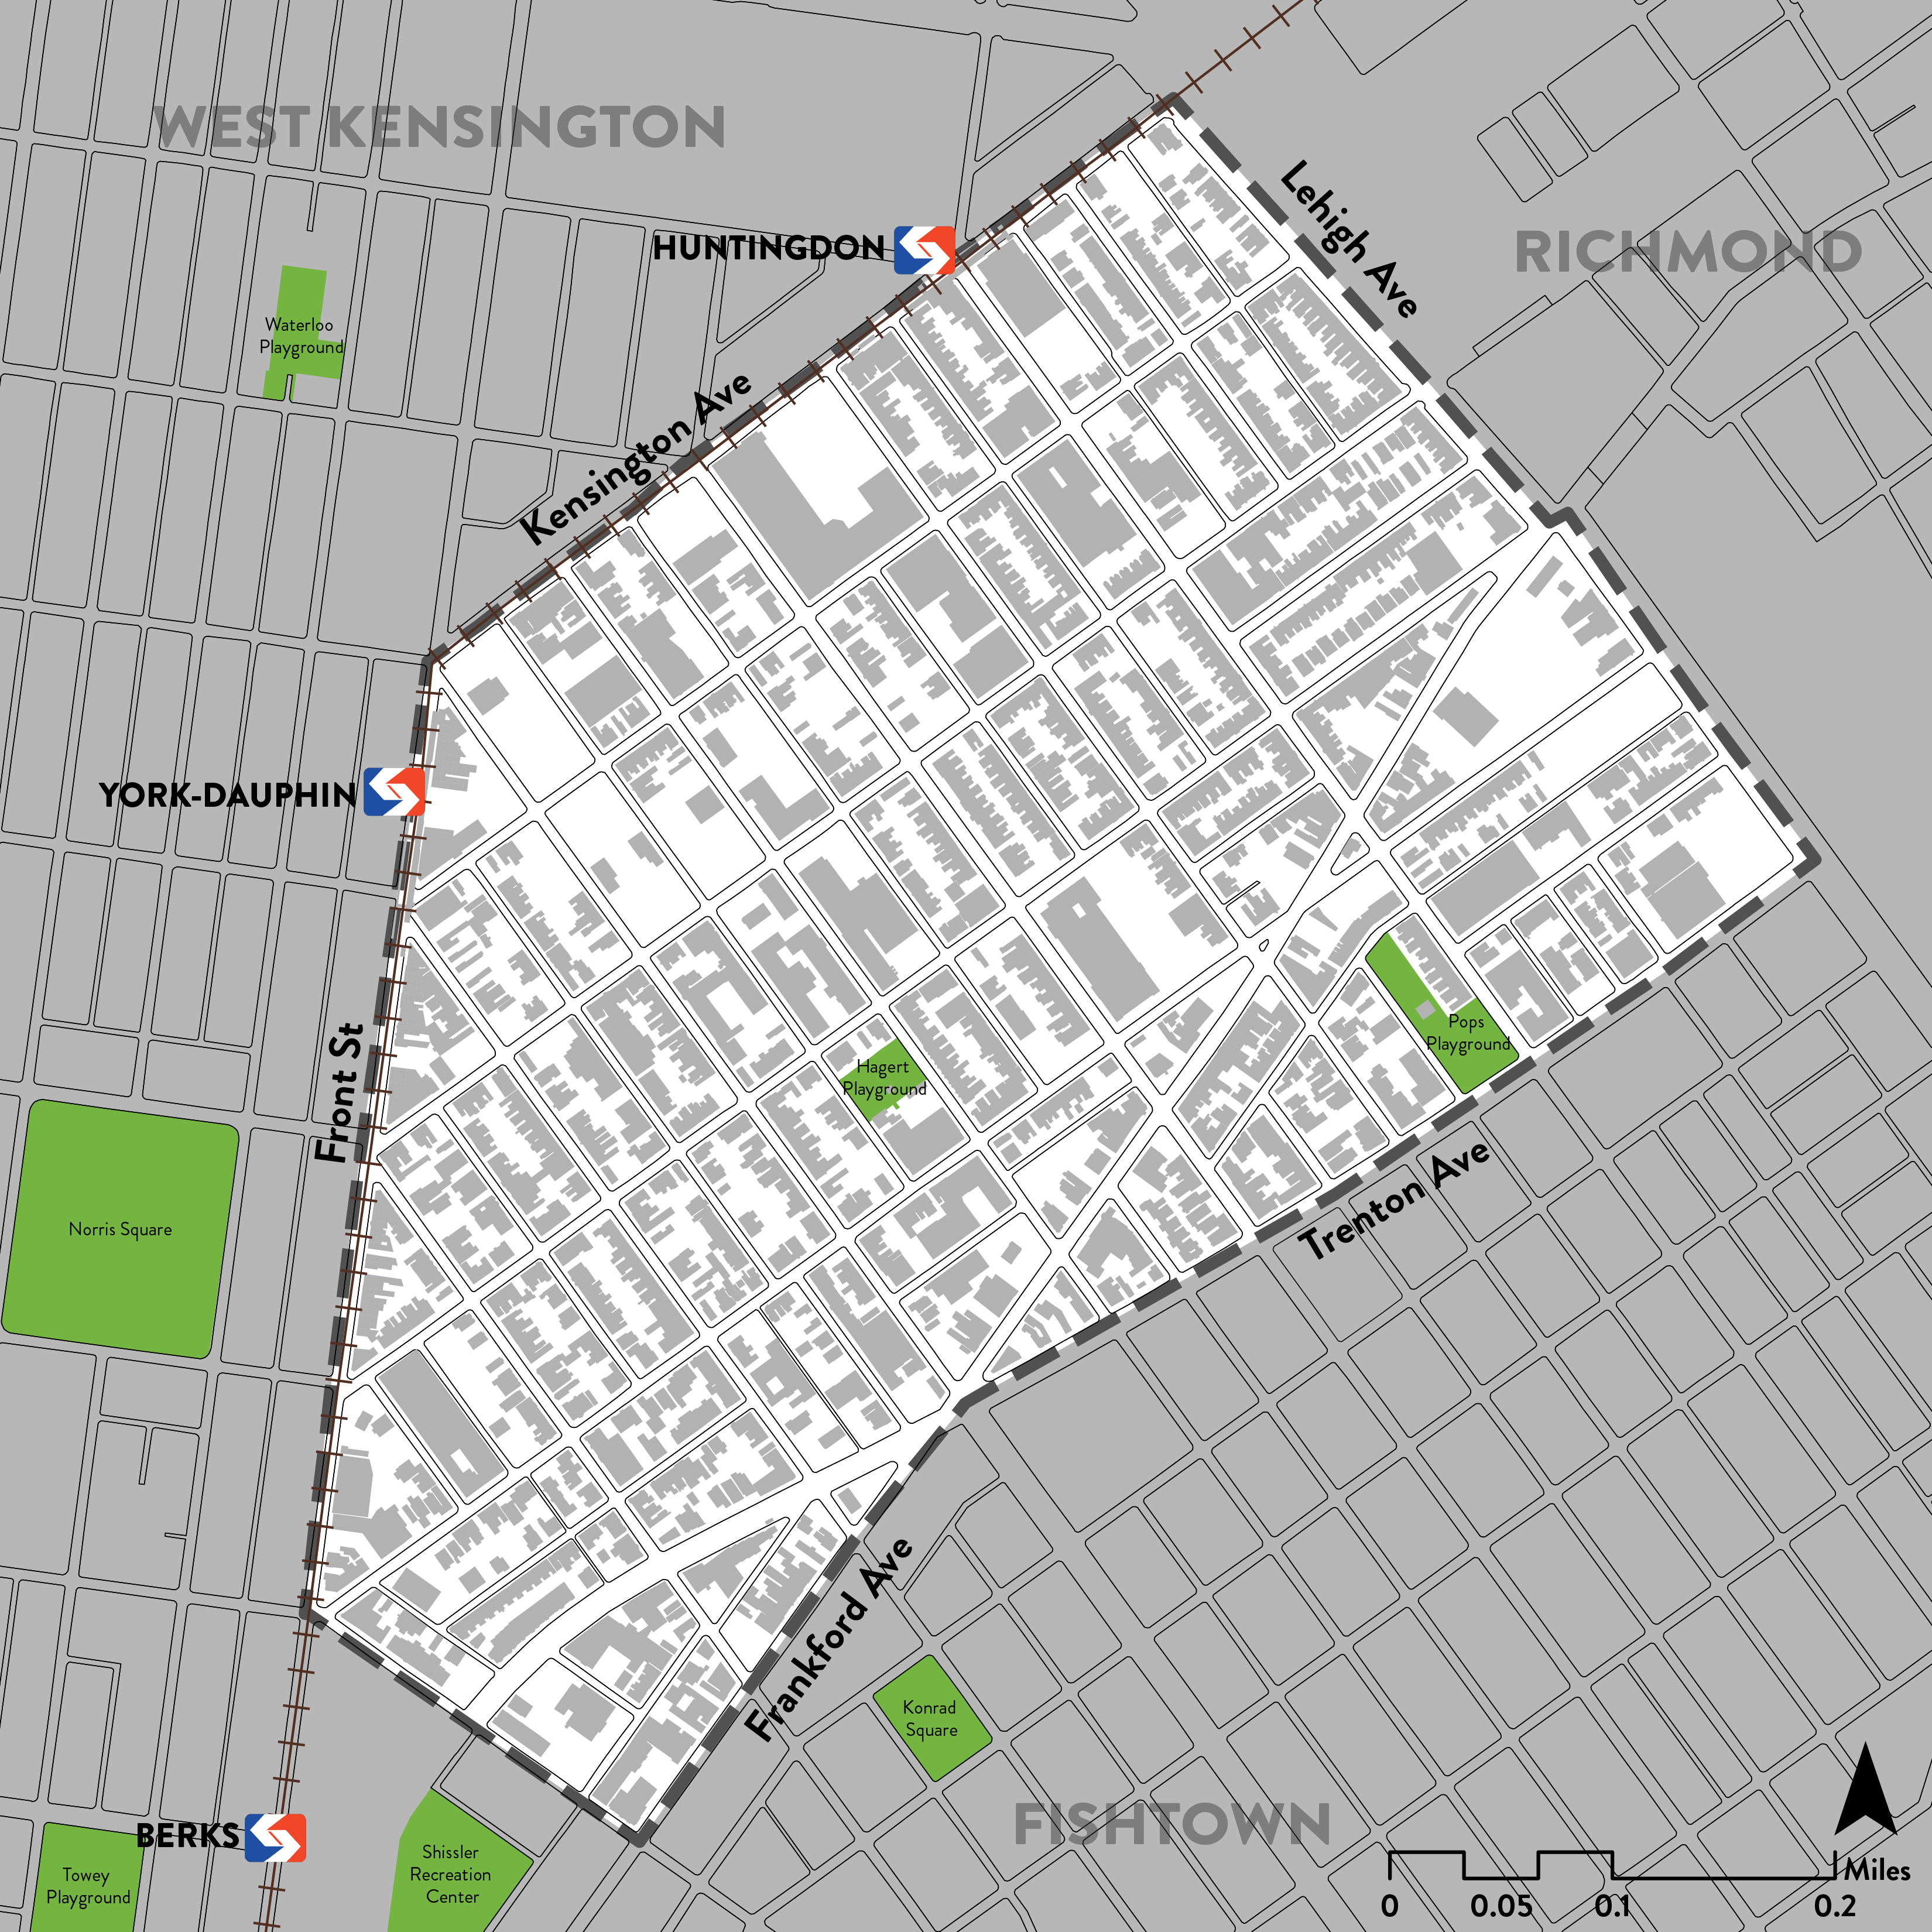 WEST KENSINGTON
Lehigh Ave
RICHMOND
HUNTINGDON
Waterloo
Playground
Kensington Ave
YORK-DAUPHIN
Front St
Pops
Playground
Hagert
Playground
Trenton Ave
Norris Square
Frankford Ave
Konrad
Square
FISHTOWN
BERKS
Shissler
Recreation
Center
Towey
Playground
Miles
0 0.05 0.1 0.2